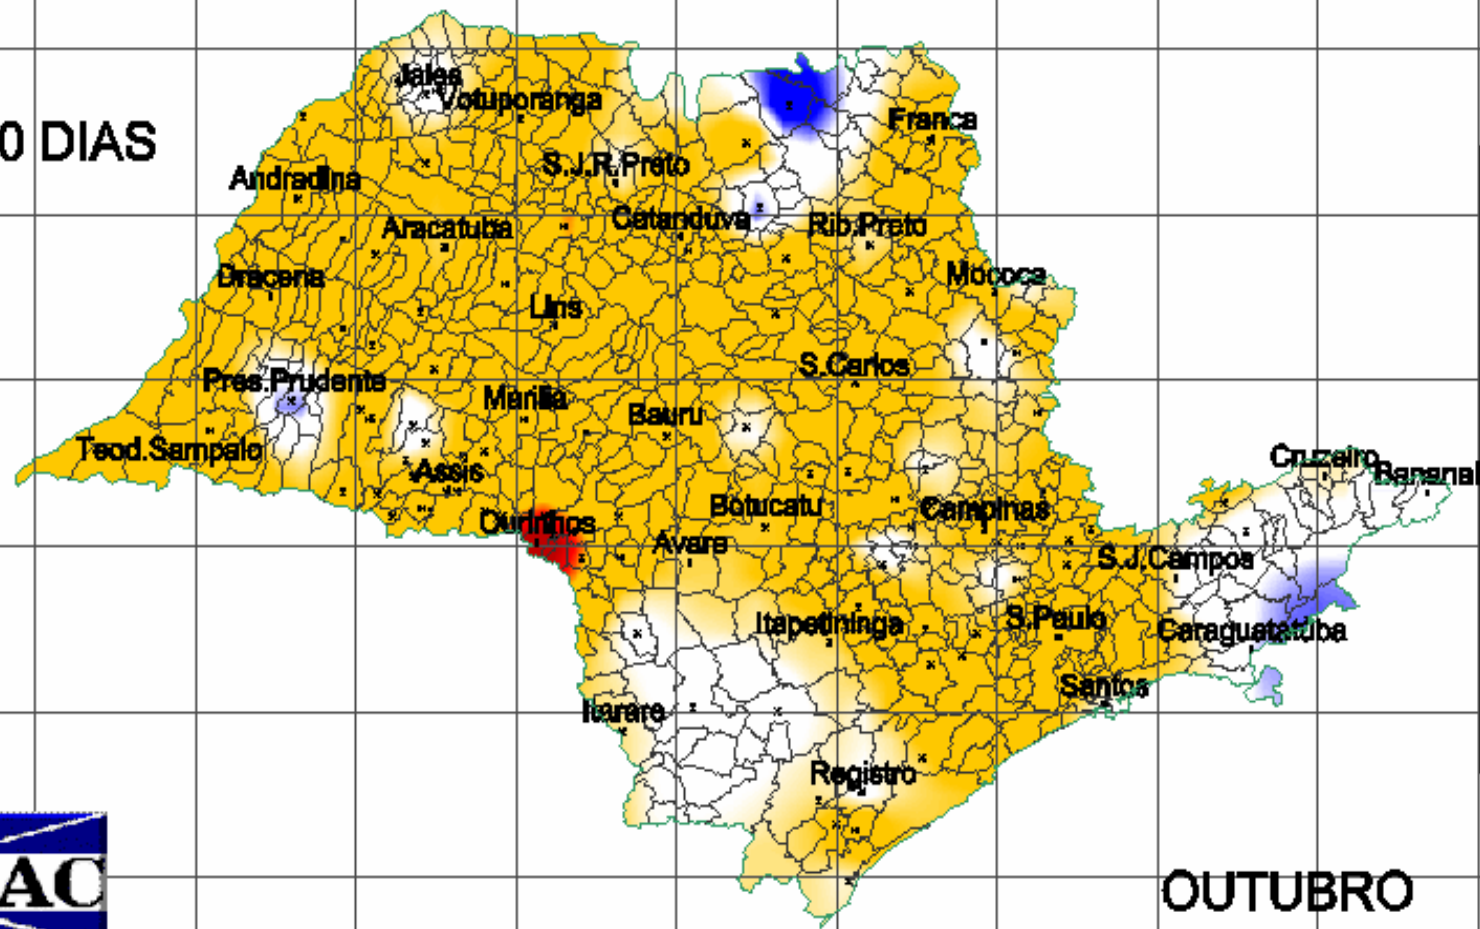 Jales
Votuporanga
Franca
0 DIAS
S.J.R.Preto
Andradina
Catanduva
Rib.Preto
Aracatuba
Mococa
Dracena
Lins
S.Carlos
Pres.Prudente
Marilia
Bauru
Teod.Sampaio
Cruzeiro
Bananal
Assis
Botucatu
Campinas
Ourinhos
Avare
S.J.Campos
Itapetininga
S.Paulo
Caraguatatuba
Santos
Itarare
Registro
AC
OUTUBRO